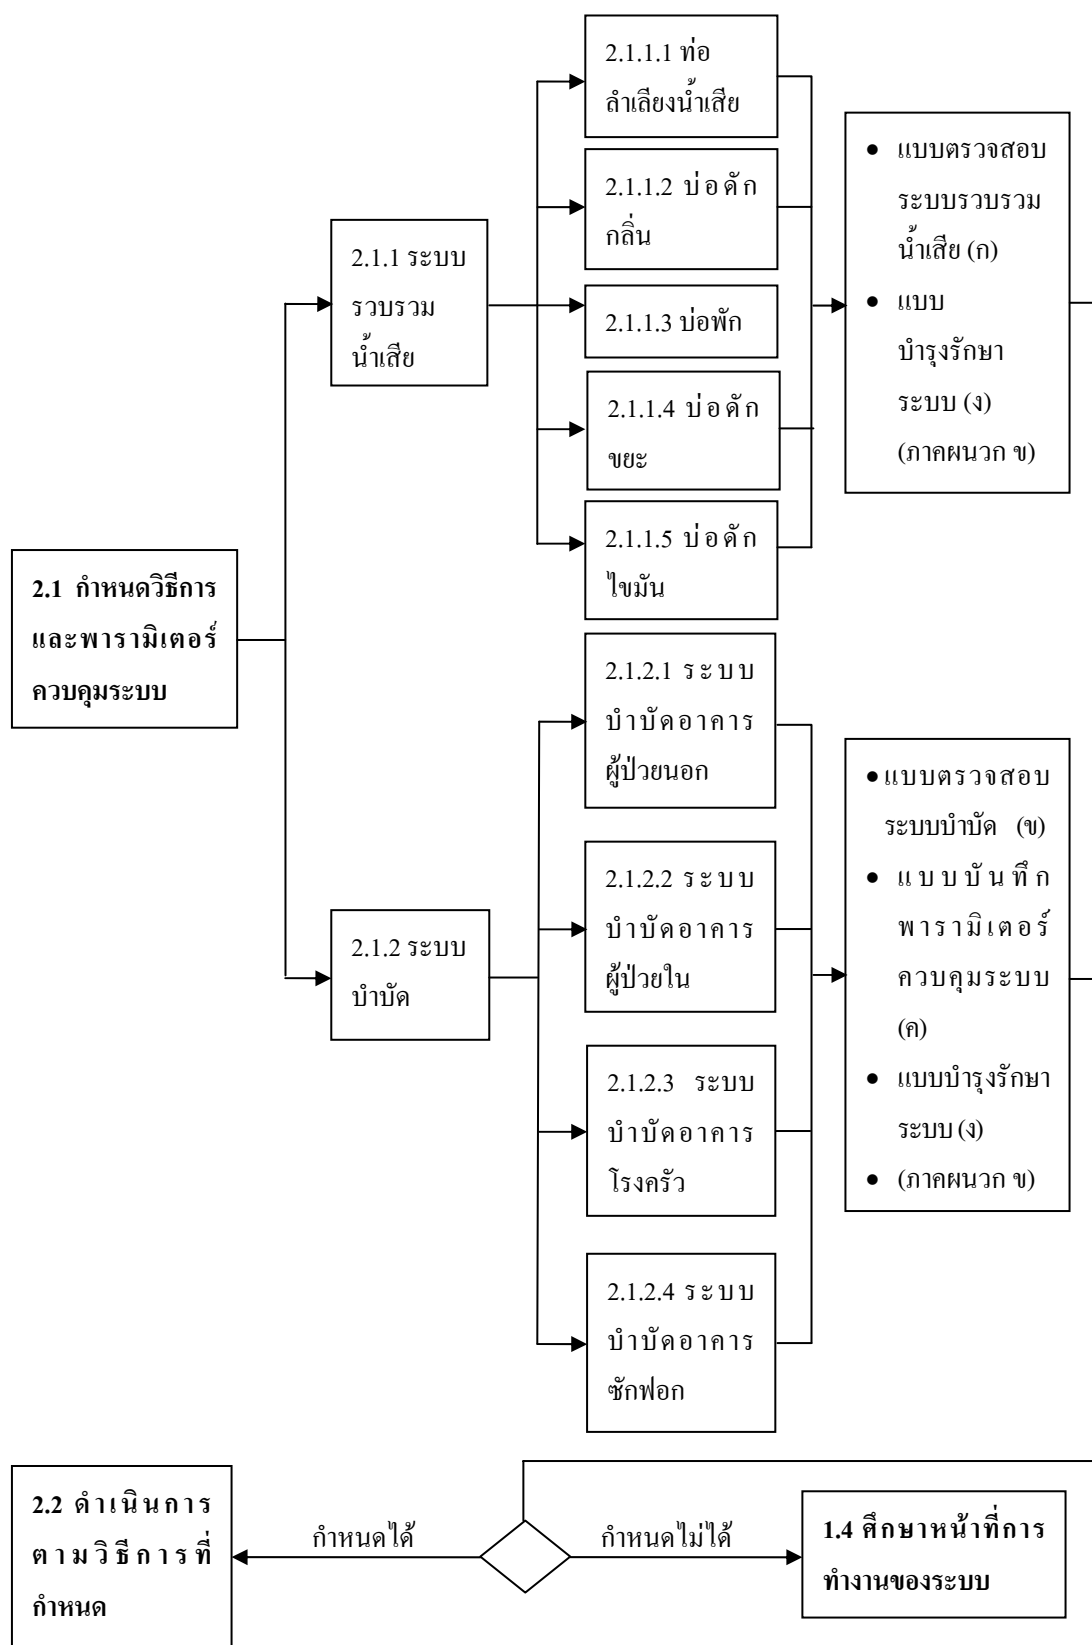 2.1.1.1 ท่อ
ลำเลียงน้ำเสีย
2.1.1.2 บ่อดัก
กลิ่น
2.1.1.3 บ่อพัก
2.1.1.4 บ่อดัก
ขยะ
2.1.1.5 บ่อดัก
ไขมัน
2.1.1 ระบบ
รวบรวม
น้ำเสีย
• แบบตรวจสอบ
ระบบรวบรวม
น้ำเสีย (ก)
• แบบ
บำรุงรักษา
ระบบ (ง)
(ภาคผนวก ข)
2.1 กำหนดวิธีการ
และพารามิเตอร์
ควบคุมระบบ
2.1.2.1 ระบบ
บำบัดอาคาร
ผู้ป่วยนอก
2.1.2.2 ระบบ
บำบัดอาคาร
ผู้ป่วยใน
2.1.2.3 ระบบ
บำบัดอาคาร
โรงครัว
2.1.2.4 ระบบ
บำบัดอาคาร
ซักฟอก
2.1.2 ระบบ
บำบัด
• แบบตรวจสอบ
ระบบบำบัด (ข)
• แบบบันทึก
พารามิเตอร์
ควบคุมระบบ
(ค)
• แบบบำรุงรักษา
ระบบ (ง)
• (ภาคผนวก ข)
2.2 ดำเนินการ
ตามวิธีการที่
กำหนด
กำหนดได้
กำหนดไม่ได้
1.4 ศึกษาหน้าที่การ
ทำงานของระบบ